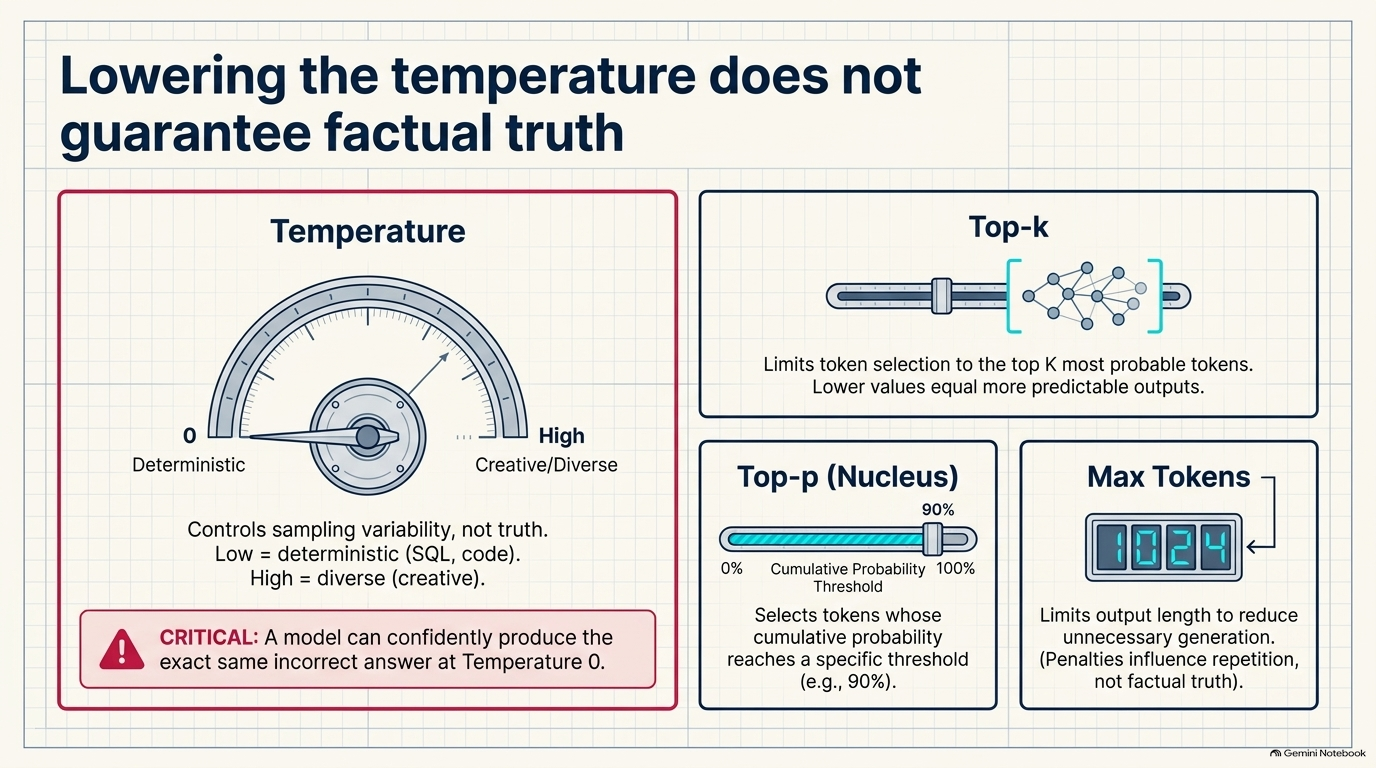 Lowering the temperature does not
guarantee factual truth
Temperature
0
High
Deterministic
Creative/Diverse
Controls sampling variability, not truth.
Low = deterministic (SQL, code).
High = diverse (creative).
CRITICAL: A model can confidently produce the
exact same incorrect answer at Temperature 0.
Top-k
Limits token selection to the top K most probable tokens.
Lower values equal more predictable outputs.
Top-p (Nucleus)
90%
0%
Cumulative Probability
Threshold
100%
Selects tokens whose
cumulative probability
reaches a specific threshold
(e.g., 90%).
Max Tokens
1024
Limits output length to reduce
unnecessary generation.
(Penalties influence repetition,
not factual truth).
Gemini Notebook